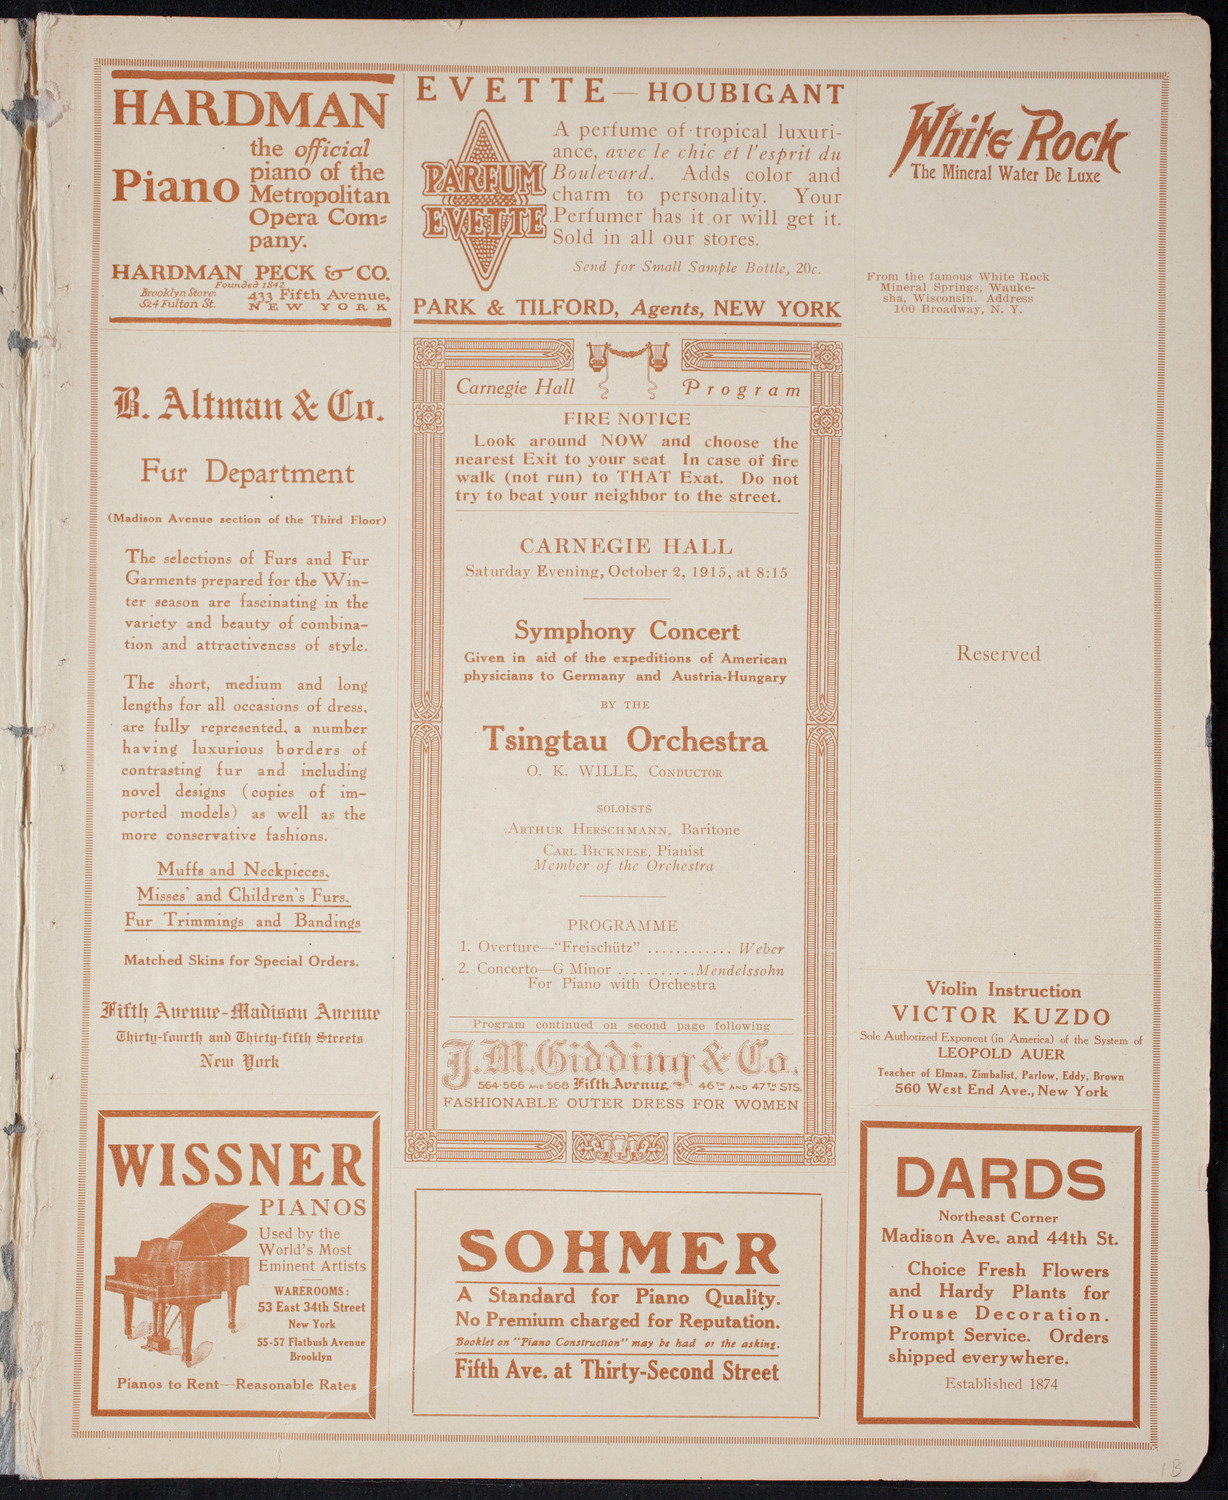 HARDMAN
Piano
the official
piano of the
Metropolitan
Opera Com=
pany.
HARDMAN PECK & CO.
Founded 1842
Brooklyn Store:
524 Fulton St.
433 Fifth Avenue,
NEW YORK
B. Altman & Co.
Fur Department
(Madison Avenue section of the Third Floor)
The selections of Furs and Fur
Garments prepared for the Win-
ter season are fascinating in the
variety and beauty of combina-
tion and attractiveness of style.
The short, medium and long
lengths for all occasions of dress,
are fully represented, a number
having luxurious borders of
contrasting fur and including
novel designs (copies of im-
ported models) as well as the
more conservative fashions.
Muffs and Neckpieces,
Misses' and Children's Furs.
Fur Trimmings and Bandings
Matched Skins for Special Orders.
Fifth Avenue-Madison Avenue
Thirty-fourth and Thirty-fifth Streets
New York
WISSNER
PIANOS
Used by the
World's Most
Eminent Artists
WAREROOMS:
53 East 34th Street
New York
55-57 Flatbush Avenue
Brooklyn
Pianos to Rent—Reasonable Rates
EVETTE—HOUBIGANT
PARFUM
EVETTE
A perfume of tropical luxuri-
ance, avec le chic et l'esprit du
Boulevard. Adds color and
charm to personality. Your
Perfumer has it or will get it.
Sold in all our stores.
Send for Small Sample Bottle, 20c.
PARK & TILFORD, Agents, NEW YORK
Carnegie Hall Program
FIRE NOTICE
Look around NOW and choose the
nearest Exit to your seat In case of fire
walk (not run) to THAT Exat. Do not
try to beat your neighbor to the street.
CARNEGIE HALL
Saturday Evening, October 2, 1915, at 8:15
Symphony Concert
Given in aid of the expeditions of American
physicians to Germany and Austria-Hungary
BY THE
Tsingtau Orchestra
O. K. WILLE, CONDUCTOR
SOLOISTS
ARTHUR HERSCHMANN, Baritone
CARL BICKNESE, Pianist
Member of the Orchestra
PROGRAMME
1. Overture—"Freischütz" ............ Weber
2. Concerto—G Minor ...........Mendelssohn
For Piano with Orchestra
Program continued on second page following
J.M. Gidding & Co.
564-566 AND 568 Fifth Avenue, 46TH AND 47TH STS.
FASHIONABLE OUTER DRESS FOR WOMEN
SOHMER
A Standard for Piano Quality.
No Premium charged for Reputation.
Booklet on "Piano Construction" may be had or the asking.
Fifth Ave. at Thirty-Second Street
White Rock
The Mineral Water De Luxe
From the famous White Rock
Mineral Springs, Wauke-
sha, Wisconsin. Address
100 Broadway, N. Y.
Reserved
Violin Instruction
VICTOR KUZDO
Sole Authorized Exponent (in America) of the System of
LEOPOLD AUER
Teacher of Elman, Zimbalist, Parlow, Eddy, Brown
560 West End Ave., New York
DARDS
Northeast Corner
Madison Ave. and 44th St.
Choice Fresh Flowers
and Hardy Plants for
House Decoration.
Prompt Service. Orders
shipped everywhere.
Established 1874
1B